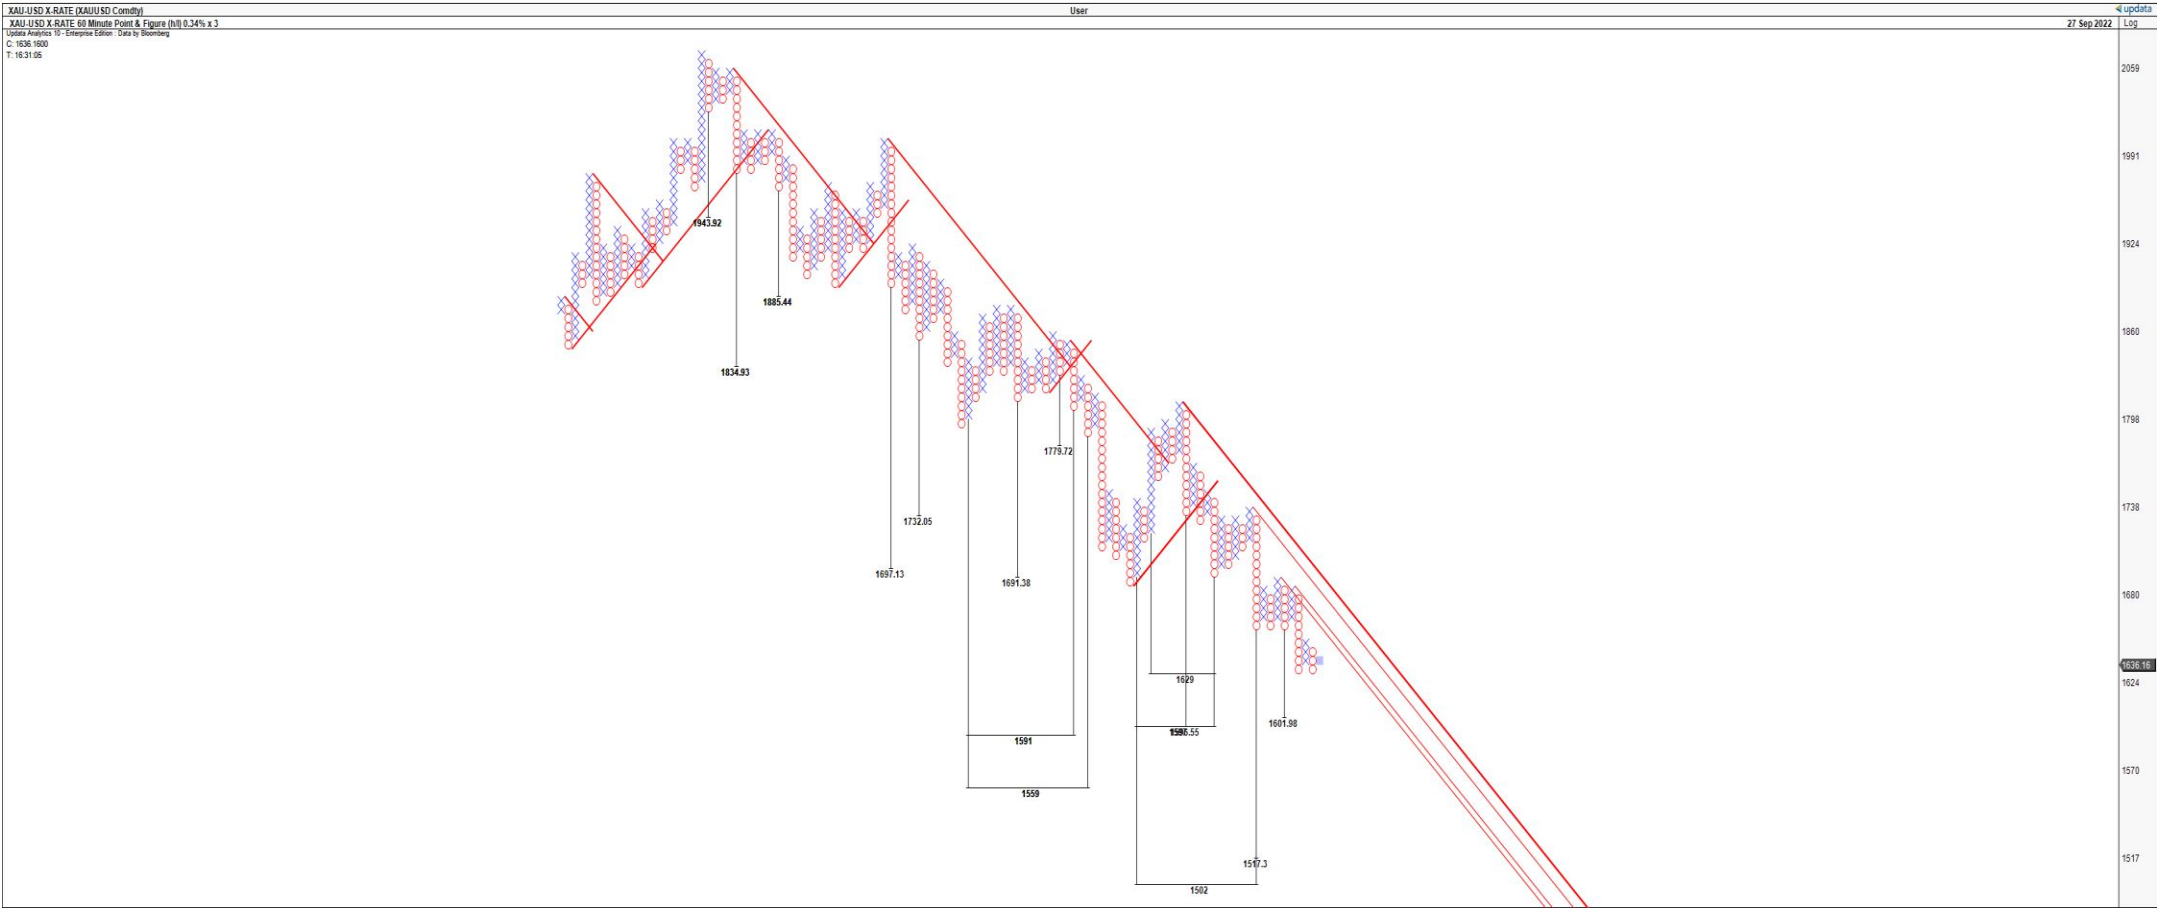 XAU-USD X-RATE (XAUUSD Comdty)
User
updata
XAU-USD X-RATE 60 Minute Point & Figure (h/l) 0.34% x 3
27 Sep 2022
Log
Updata Analytics 10 - Enterprise Edition : Data by Bloomberg
C: 1636.1600
T: 16:31:05
2059
1991
1943.92
1924
1885.44
1860
1834.93
1798
1779.72
1738
1732.05
1697.13
1691.38
1680
1636.16
1629
1624
1601.98
1591
1570
1559
1517.3
1517
1502